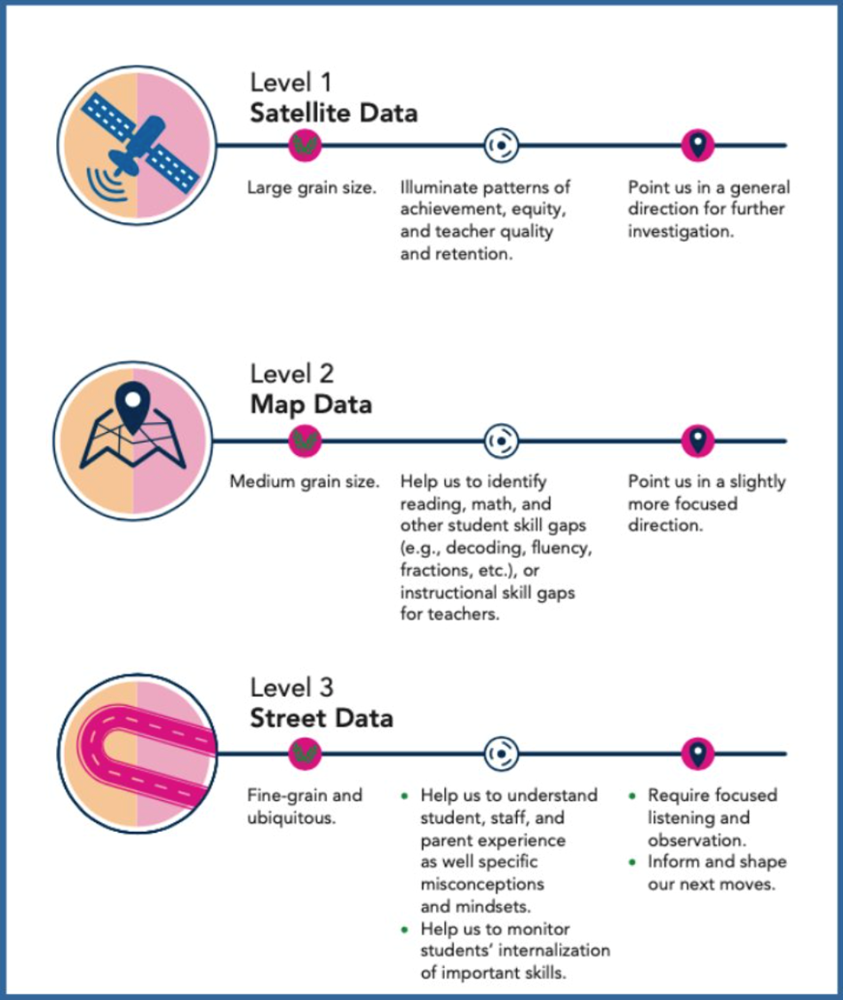 Level 1
Satellite Data
Large grain size.
Illuminate patterns of
achievement, equity,
and teacher quality
and retention.
Point us in a general
direction for further
investigation.
Level 2
Map Data
Medium grain size.
Help us to identify
reading, math, and
other student skill gaps
(e.g., decoding, fluency,
fractions, etc.), or
instructional skill gaps
for teachers.
Point us in a slightly
more focused
direction.
Level 3
Street Data
Fine-grain and
ubiquitous.
• Help us to understand
student, staff, and
parent experience
as well specific
misconceptions
and mindsets.
• Help us to monitor
students' internalization
of important skills.
• Require focused
listening and
observation.
• Inform and shape
our next moves.